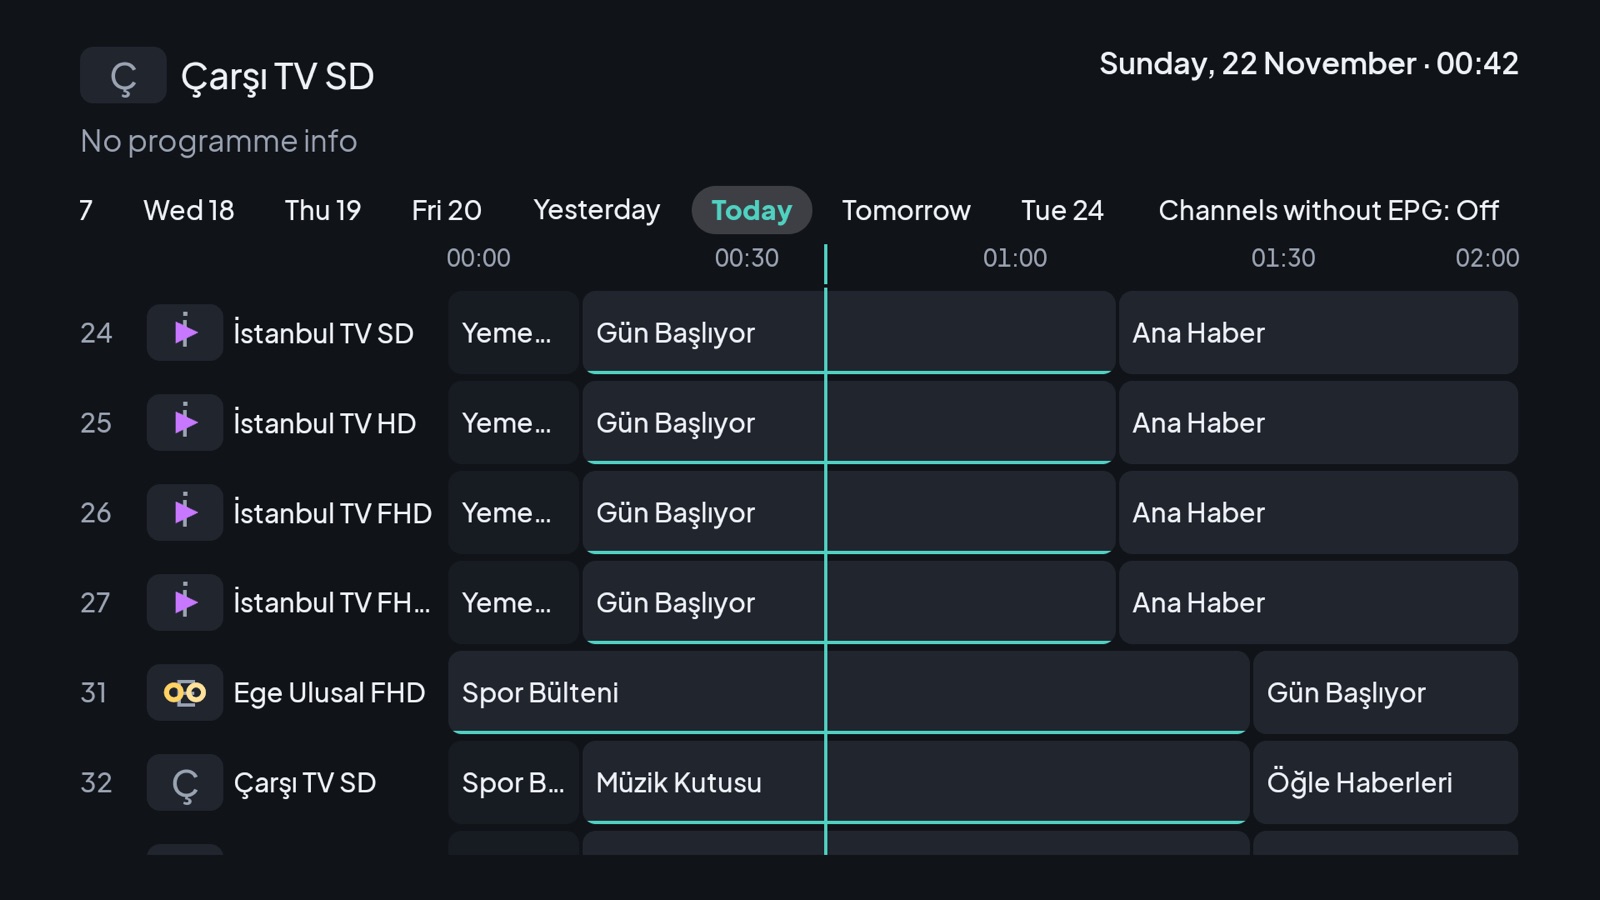 Ç Çarşı TV SD
Sunday, 22 November · 00:42
No programme info
7 Wed 18 Thu 19 Fri 20 Yesterday Today Tomorrow Tue 24 Channels without EPG: Off
00:00 00:30 01:00 01:30 02:00
24 İstanbul TV SD Yeme… Gün Başlıyor Ana Haber
25 İstanbul TV HD Yeme… Gün Başlıyor Ana Haber
26 İstanbul TV FHD Yeme… Gün Başlıyor Ana Haber
27 İstanbul TV FH… Yeme… Gün Başlıyor Ana Haber
31 Ege Ulusal FHD Spor Bülteni Gün Başlıyor
32 Ç Çarşı TV SD Spor B… Müzik Kutusu Öğle Haberleri